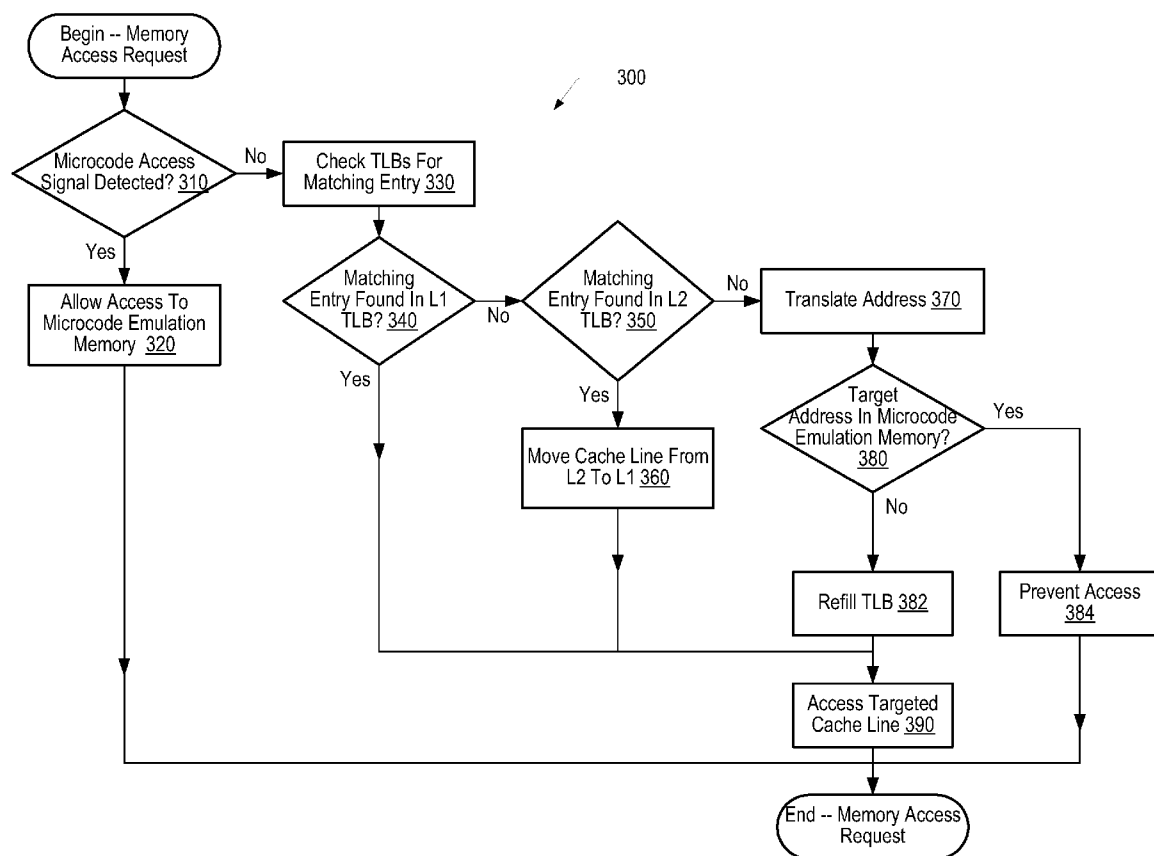 Begin -- Memory
Access Request
300
Microcode Access
Signal Detected? 310
No
Check TLBs For
Matching Entry 330
Yes
Matching
Entry Found In L1
TLB? 340
No
Matching
Entry Found In L2
TLB? 350
No
Translate Address 370
Allow Access To
Microcode Emulation
Memory 320
Yes
Yes
Target
Address In Microcode
Emulation Memory?
380
Yes
Move Cache Line From
L2 To L1 360
No
Refill TLB 382
Prevent Access
384
Access Targeted
Cache Line 390
End -- Memory Access
Request